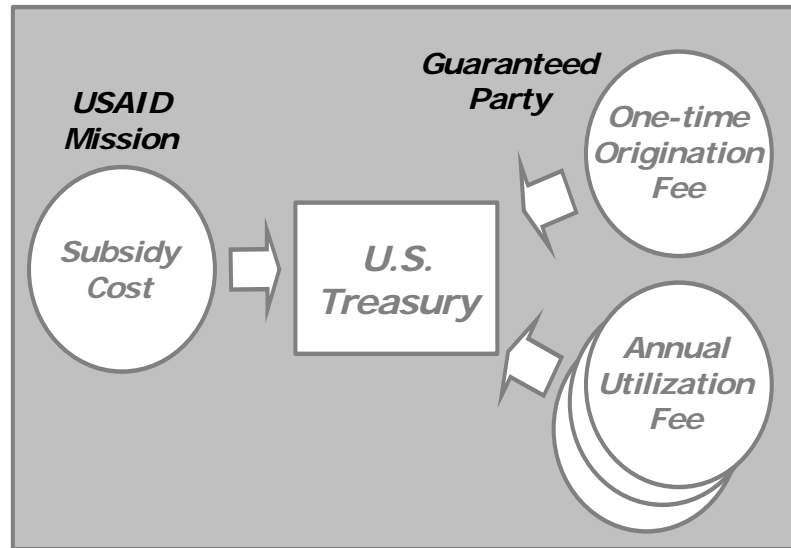 USAID
Mission
Subsidy
Cost
U.S.
Treasury
Guaranteed
Party
One-time
Origination
Fee
Annual
Utilization
Fee